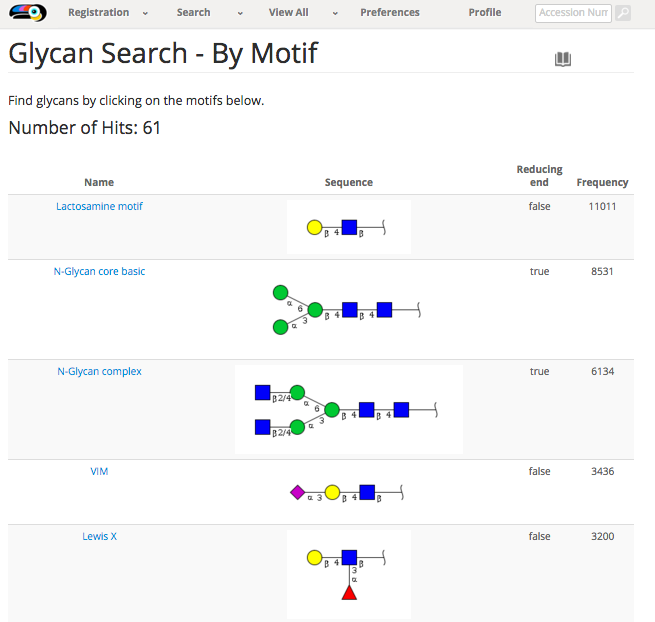 Registration Search View All Preferences Profile Accession Num
Glycan Search - By Motif
Find glycans by clicking on the motifs below.
Number of Hits: 61
Name Sequence Reducing end Frequency
Lactosamine motif false 11011
β 4 β
N-Glycan core basic true 8531
α 6
β 4 β 4
α 3
N-Glycan complex true 6134
β 2/4 α 6
β 4 β 4
β 2/4 α 3
VIM false 3436
α 3 β 4 β
Lewis X false 3200
β 4 β
3
α